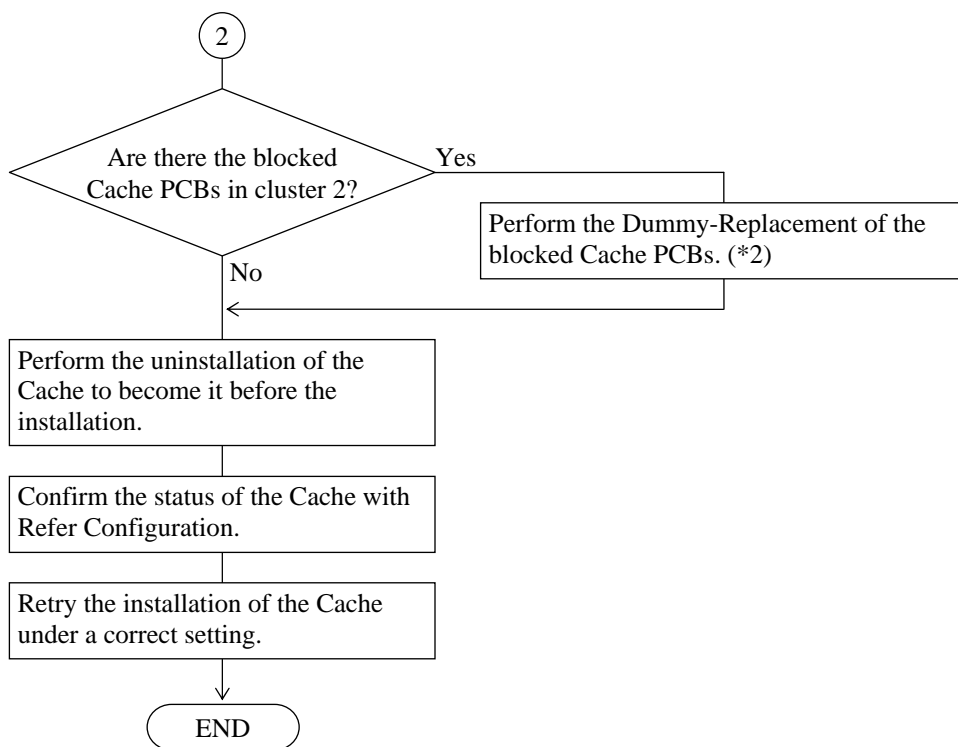 2
Are there the blocked
Cache PCBs in cluster 2?
Yes
Perform the Dummy-Replacement of the
blocked Cache PCBs. (*2)
No
Perform the uninstallation of the
Cache to become it before the
installation.
Confirm the status of the Cache with
Refer Configuration.
Retry the installation of the Cache
under a correct setting.
END